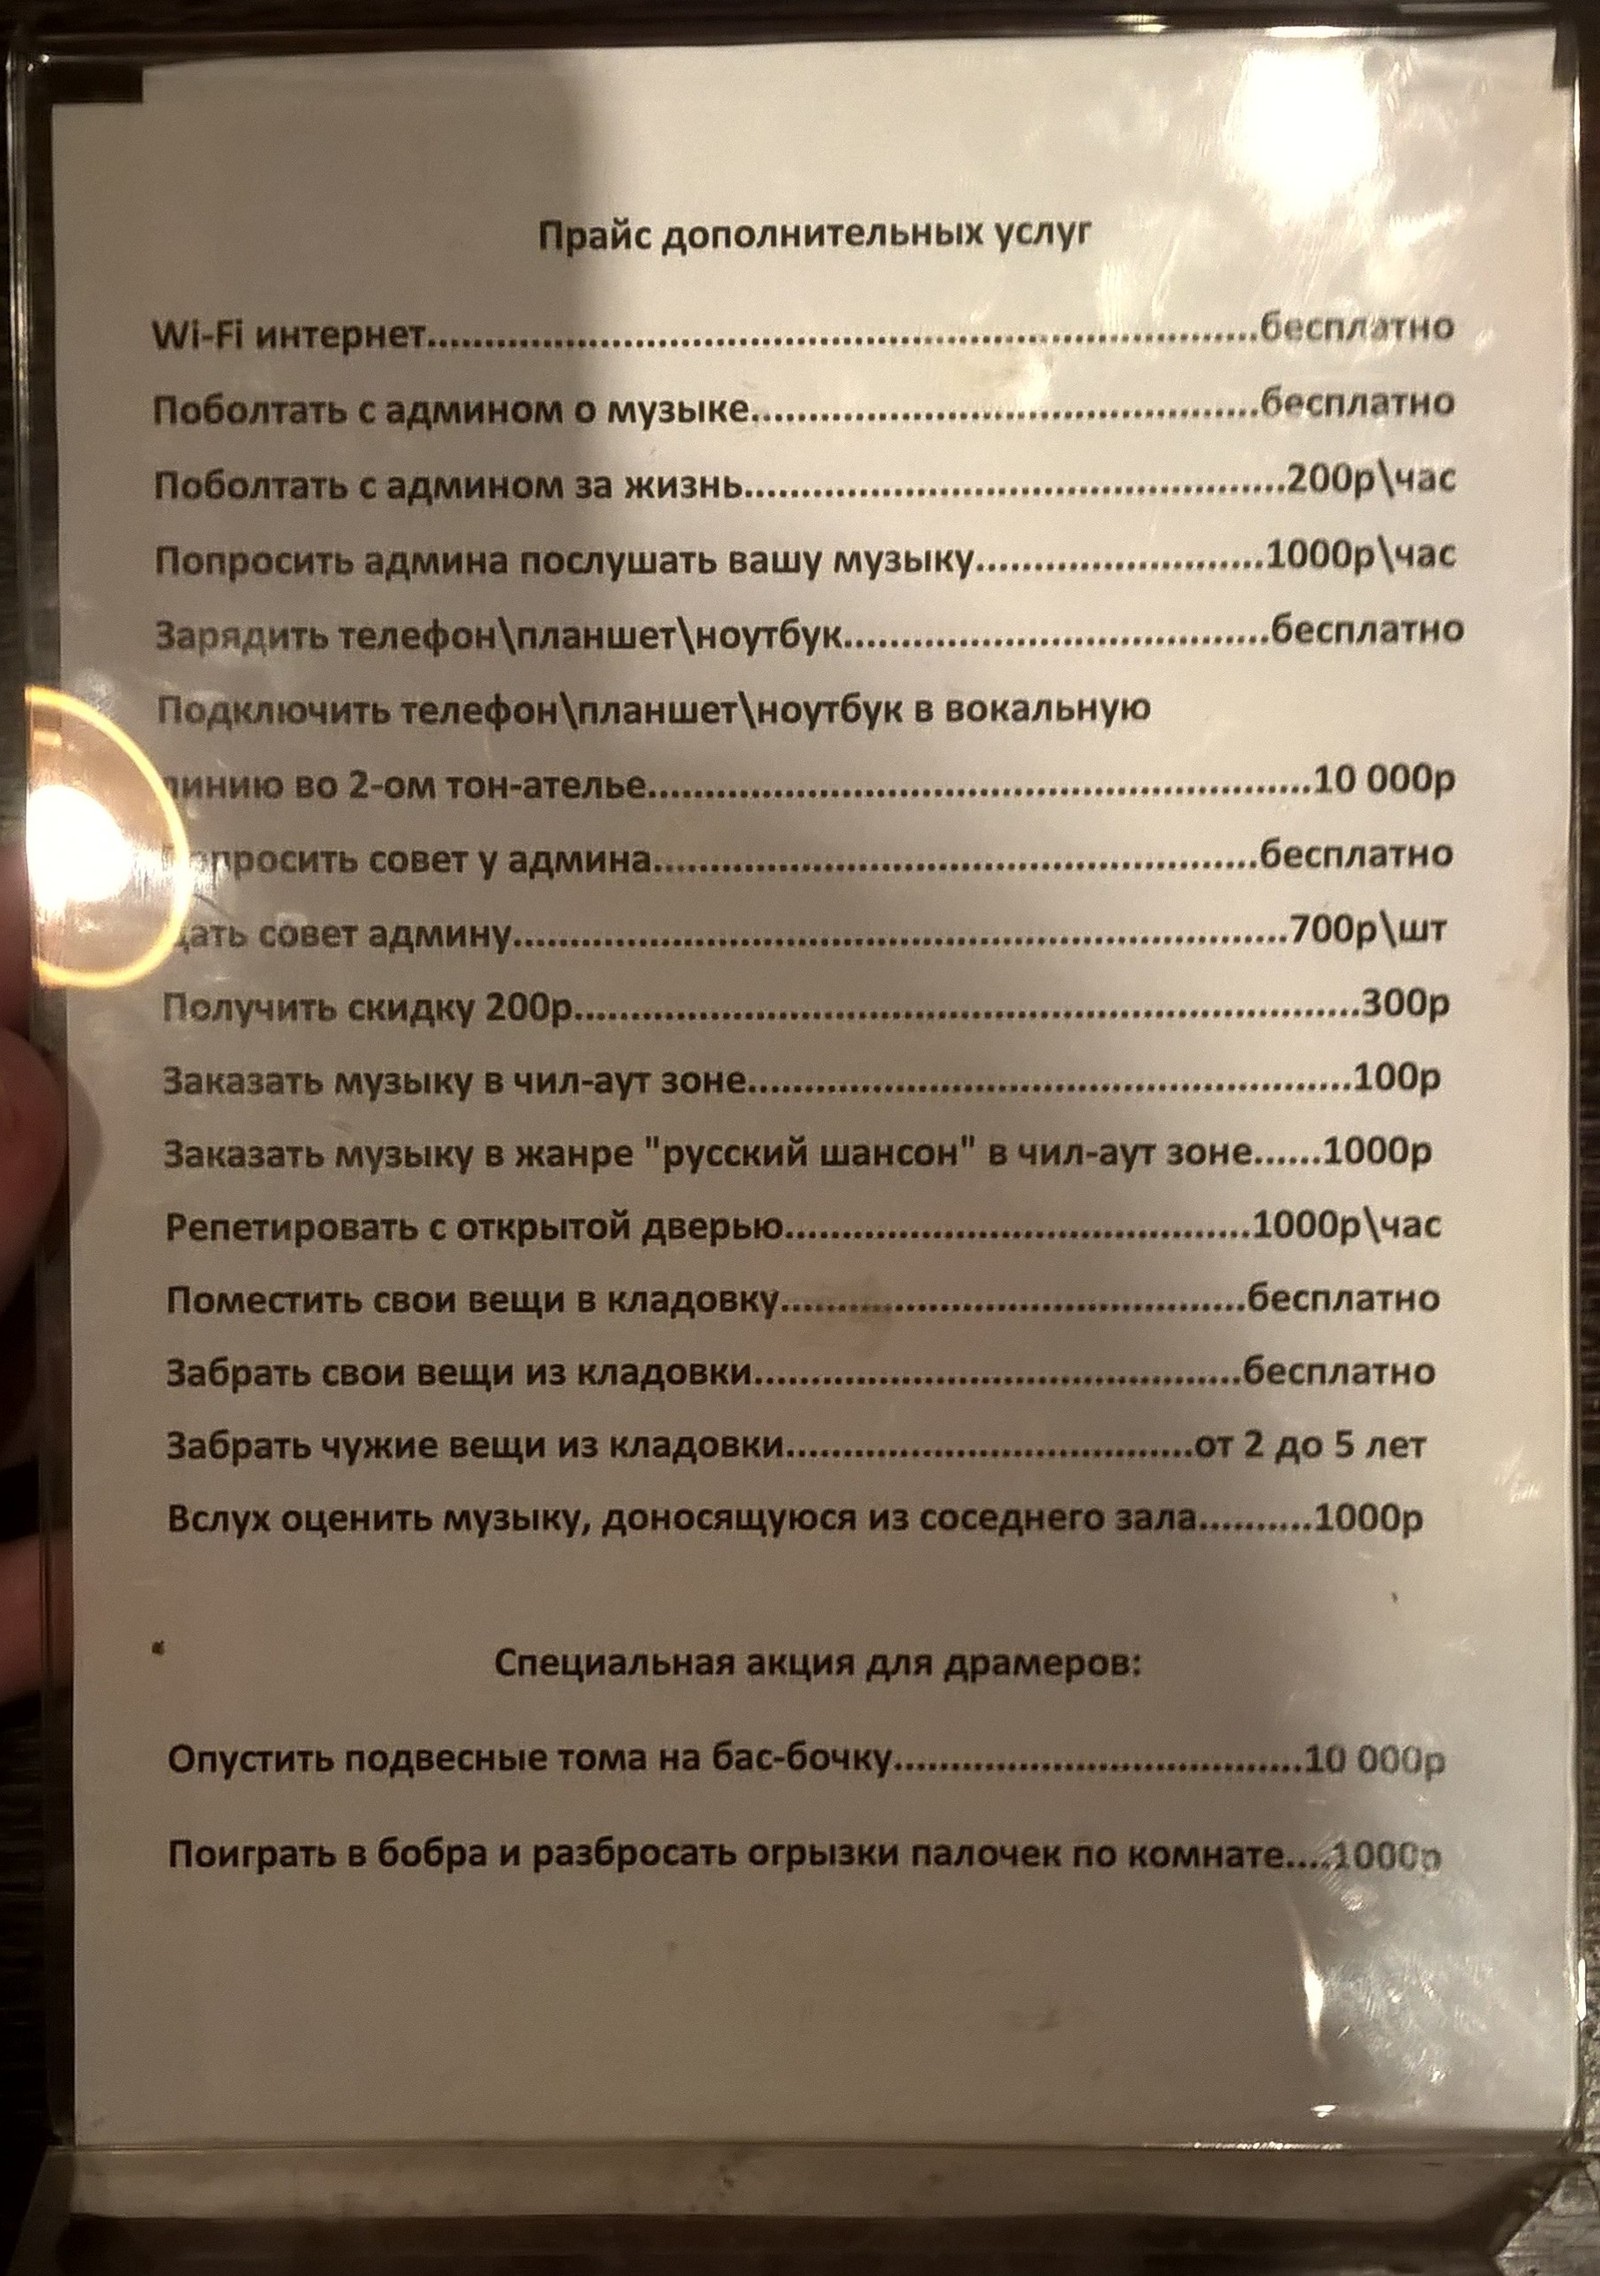 Прайс дополнительных услуг
Wi-Fi интернет....................................................................бесплатно
Поболтать с админом о музыке..........................................бесплатно
Поболтать с админом за жизнь.............................................200р\час
Попросить админа послушать вашу музыку........................1000р\час
Зарядить телефон\планшет\ноутбук...................................бесплатно
Подключить телефон\планшет\ноутбук в вокальную
линию во 2-ом тон-ателье.......................................................10 000р
Попросить совет у админа..................................................бесплатно
Дать совет админу................................................................700р\шт
Получить скидку 200р.................................................................300р
Заказать музыку в чил-аут зоне..................................................100р
Заказать музыку в жанре "русский шансон" в чил-аут зоне......1000р
Репетировать с открытой дверью.......................................1000р\час
Поместить свои вещи в кладовку.......................................бесплатно
Забрать свои вещи из кладовки.........................................бесплатно
Забрать чужие вещи из кладовки..................................от 2 до 5 лет
Вслух оценить музыку, доносящуюся из соседнего зала..........1000р
Специальная акция для драмеров:
Опустить подвесные тома на бас-бочку..................................10 000р
Поиграть в бобра и разбросать огрызки палочек по комнате....1000р